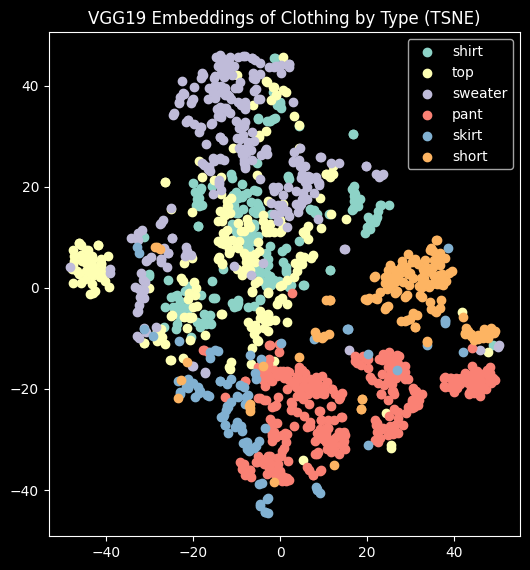 VGG19 Embeddings of Clothing by Type (TSNE)
shirt
top
sweater
pant
skirt
short
40
20
0
−20
−40
−40 −20 0 20 40